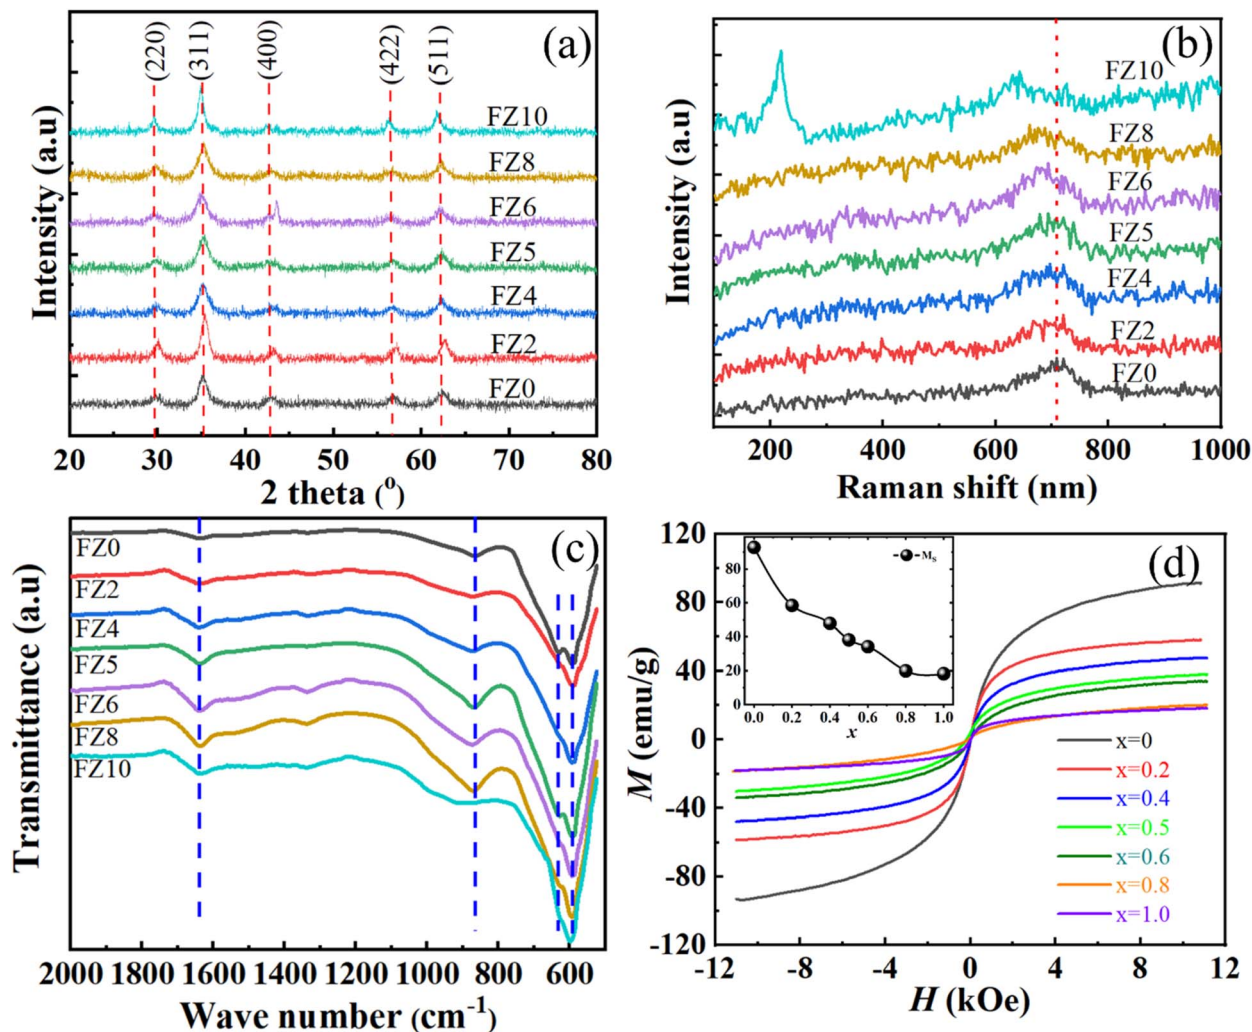 (a)
(220)
(311)
(400)
(422)
(511)
FZ10
FZ8
FZ6
FZ5
FZ4
FZ2
FZ0
Intensity (a.u)
20 30 40 50 60 70 80
2 theta (º)
(b)
FZ10
FZ8
FZ6
FZ5
FZ4
FZ2
FZ0
Intensity (a.u)
200 400 600 800 1000
Raman shift (nm)
(c)
FZ0
FZ2
FZ4
FZ5
FZ6
FZ8
FZ10
Transmittance (a.u)
2000 1800 1600 1400 1200 1000 800 600
Wave number (cm⁻¹)
(d)
120
80
40
0
-40
-80
-120
M (emu/g)
Mₛ
80
60
40
20
0
0.0 0.2 0.4 0.6 0.8 1.0
x
x=0
x=0.2
x=0.4
x=0.5
x=0.6
x=0.8
x=1.0
-12 -8 -4 0 4 8 12
H (kOe)